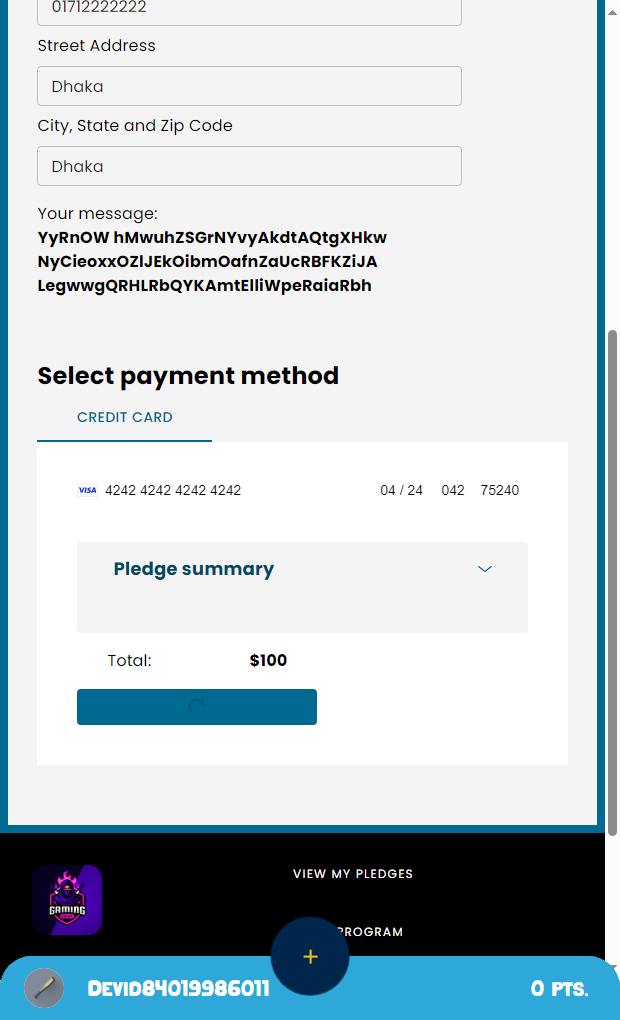 01712222222
Street Address
Dhaka
City, State and Zip Code
Dhaka
Your message:
YyRnOW hMwuhZSGrNYvyAkdtAQtgXHkw
NyCieoxxOZlJEkOibmOafnZaUcRBFKZiJA
LegwwgQRHLRbQYKAmtElliWpeRaiaRbh
Select payment method
CREDIT CARD
VISA 4242 4242 4242 4242 04 / 24 042 75240
Pledge summary
Total: $100
VIEW MY PLEDGES
GAMING
PROGRAM
+
Devid84019986011 0 PTS.